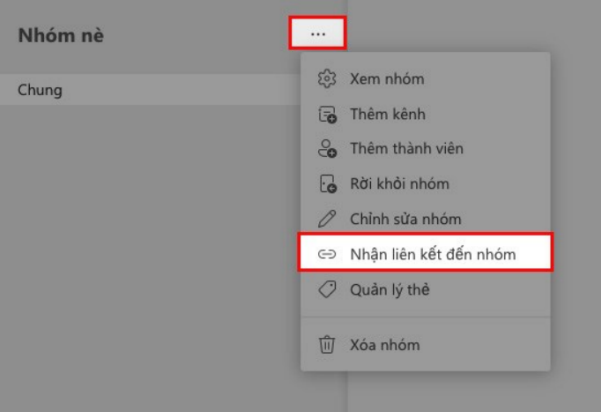 Nhóm nè
...
Chung
Xem nhóm
Thêm kênh
Thêm thành viên
Rời khỏi nhóm
Chỉnh sửa nhóm
Nhận liên kết đến nhóm
Quản lý thẻ
Xóa nhóm